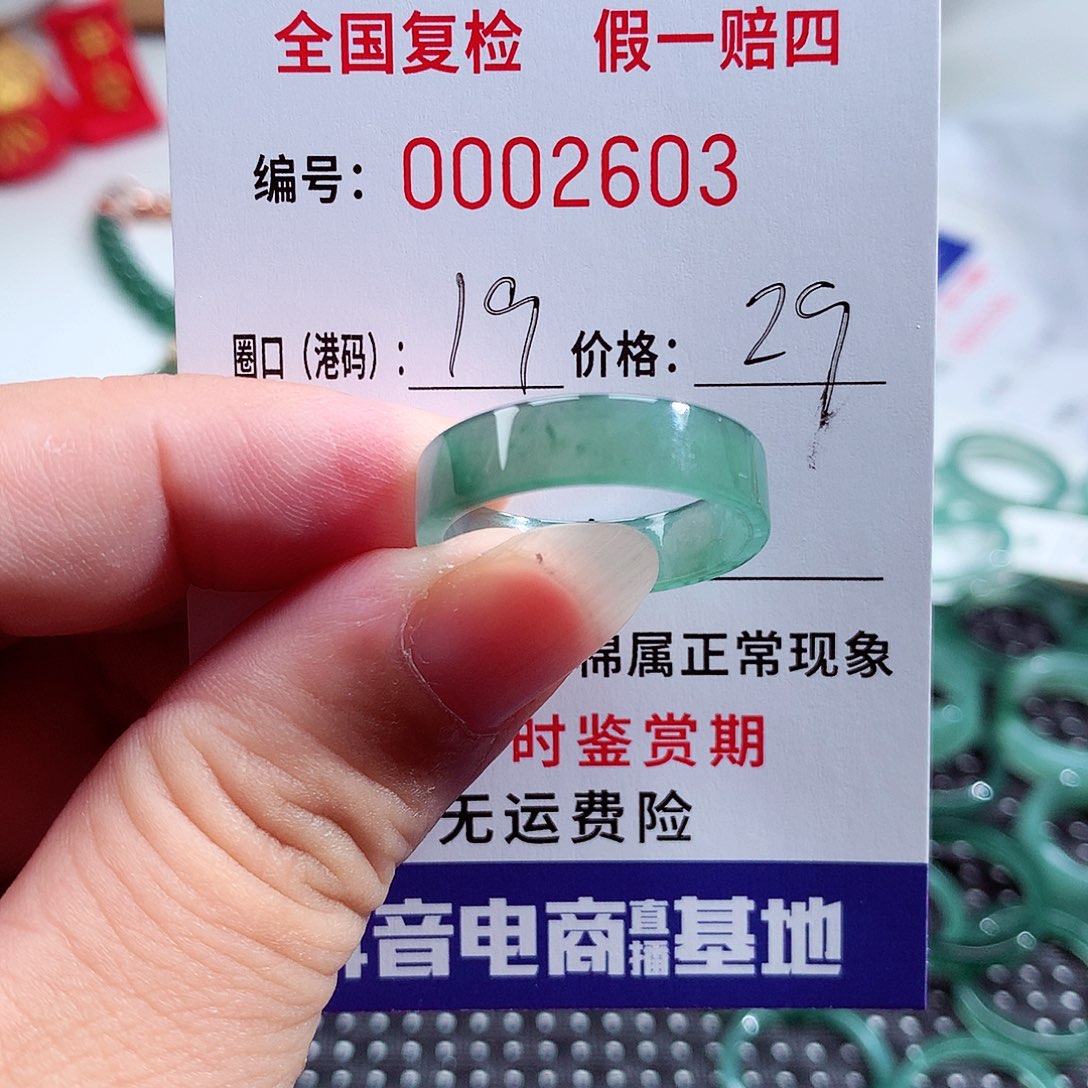 全国复检 假一赔四
编号：0002603
圈口（港码）：19 价格：29
棉属正常现象
时鉴赏期
无运费险
音电商直播基地